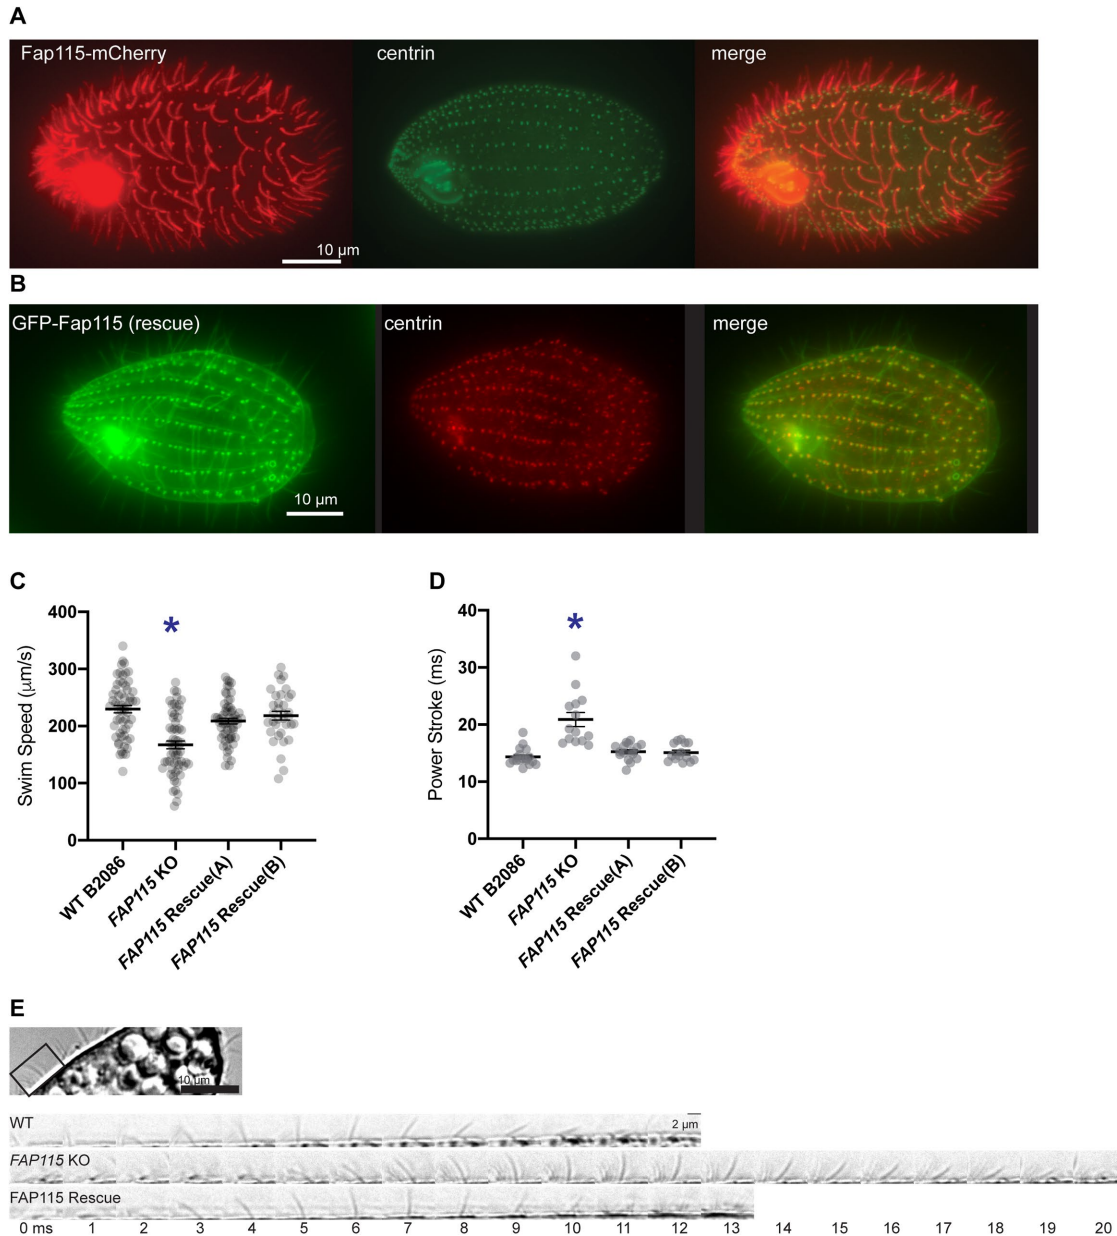 A
Fap115-mCherry
centrin
merge
10 µm
B
GFP-Fap115 (rescue)
centrin
merge
10 µm
C
D
Swim Speed (µm/s)
400
300
200
100
0
*
WT B2086
FAP115 KO
FAP115 Rescue(A)
FAP115 Rescue(B)
Power Stroke (ms)
40
30
20
10
0
*
WT B2086
FAP115 KO
FAP115 Rescue(A)
FAP115 Rescue(B)
E
10 µm
WT
2 µm
FAP115 KO
FAP115 Rescue
0 ms 1 2 3 4 5 6 7 8 9 10 11 12 13 14 15 16 17 18 19 20